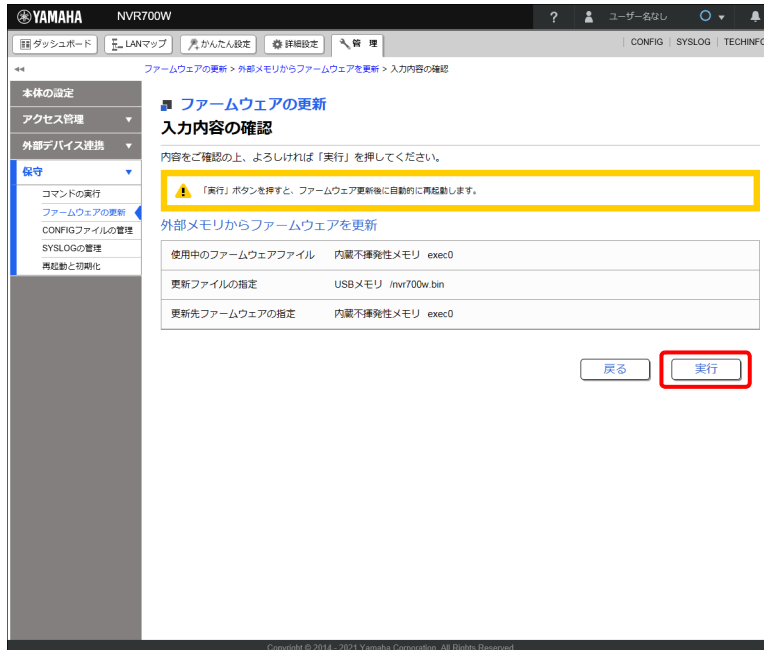 YAMAHA NVR700W ? ユーザー名なし
ダッシュボード LANマップ かんたん設定 詳細設定 管 理 CONFIG SYSLOG TECHINFO
ファームウェアの更新 > 外部メモリからファームウェアを更新 > 入力内容の確認
本体の設定
アクセス管理
外部デバイス連携
保守
コマンドの実行
ファームウェアの更新
CONFIGファイルの管理
SYSLOGの管理
再起動と初期化
ファームウェアの更新
入力内容の確認
内容をご確認の上、よろしければ「実行」を押してください。
「実行」ボタンを押すと、ファームウェア更新後に自動的に再起動します。
外部メモリからファームウェアを更新
使用中のファームウェアファイル 内蔵不揮発性メモリ exec0
更新ファイルの指定 USBメモリ /nvr700w.bin
更新先ファームウェアの指定 内蔵不揮発性メモリ exec0
戻る 実行
Copyright © 2014 - 2021 Yamaha Corporation. All Rights Reserved.